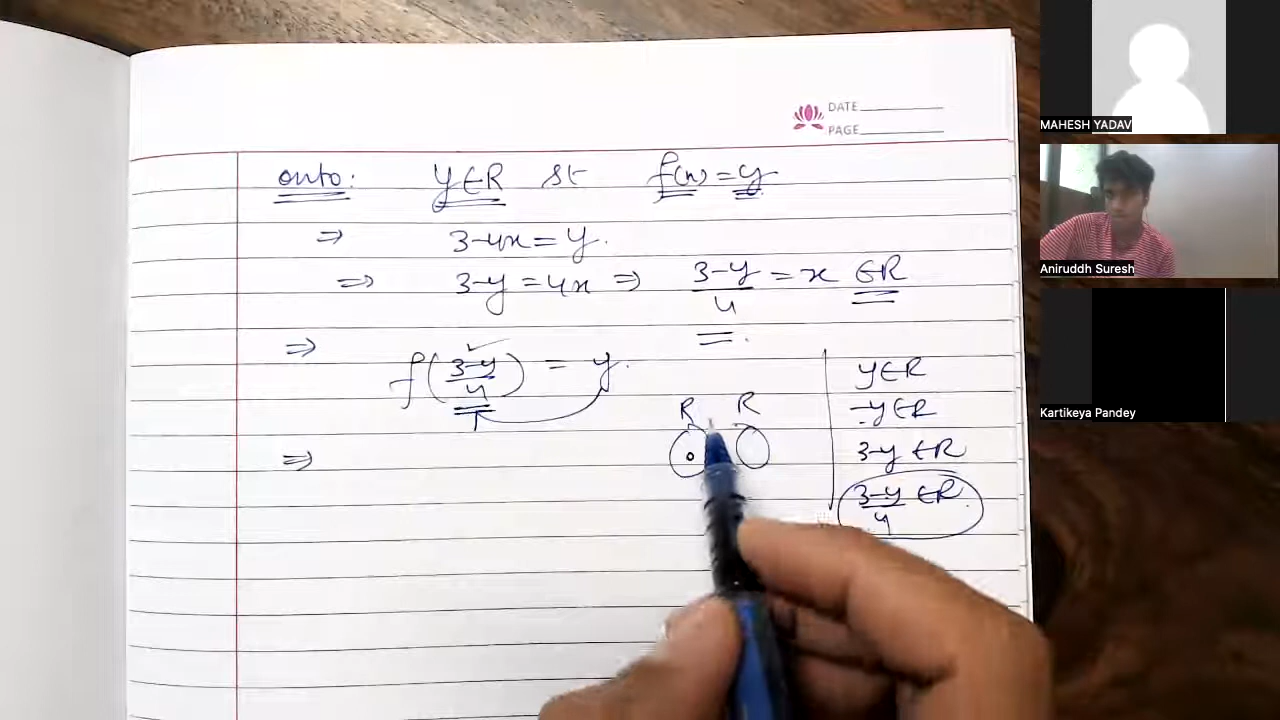 DATE
PAGE
onto: y∈R st f(x)=y
⇒ 3-4x=y.
⇒ 3-y=4x ⇒ 3-y/4 = x ∈R
⇒ f(3-y/4) = y.
⇒
R R
y∈R
-y∈R
3-y ∈R
3-y/4 ∈R.
MAHESH YADAV
Aniruddh Suresh
Kartikeya Pandey